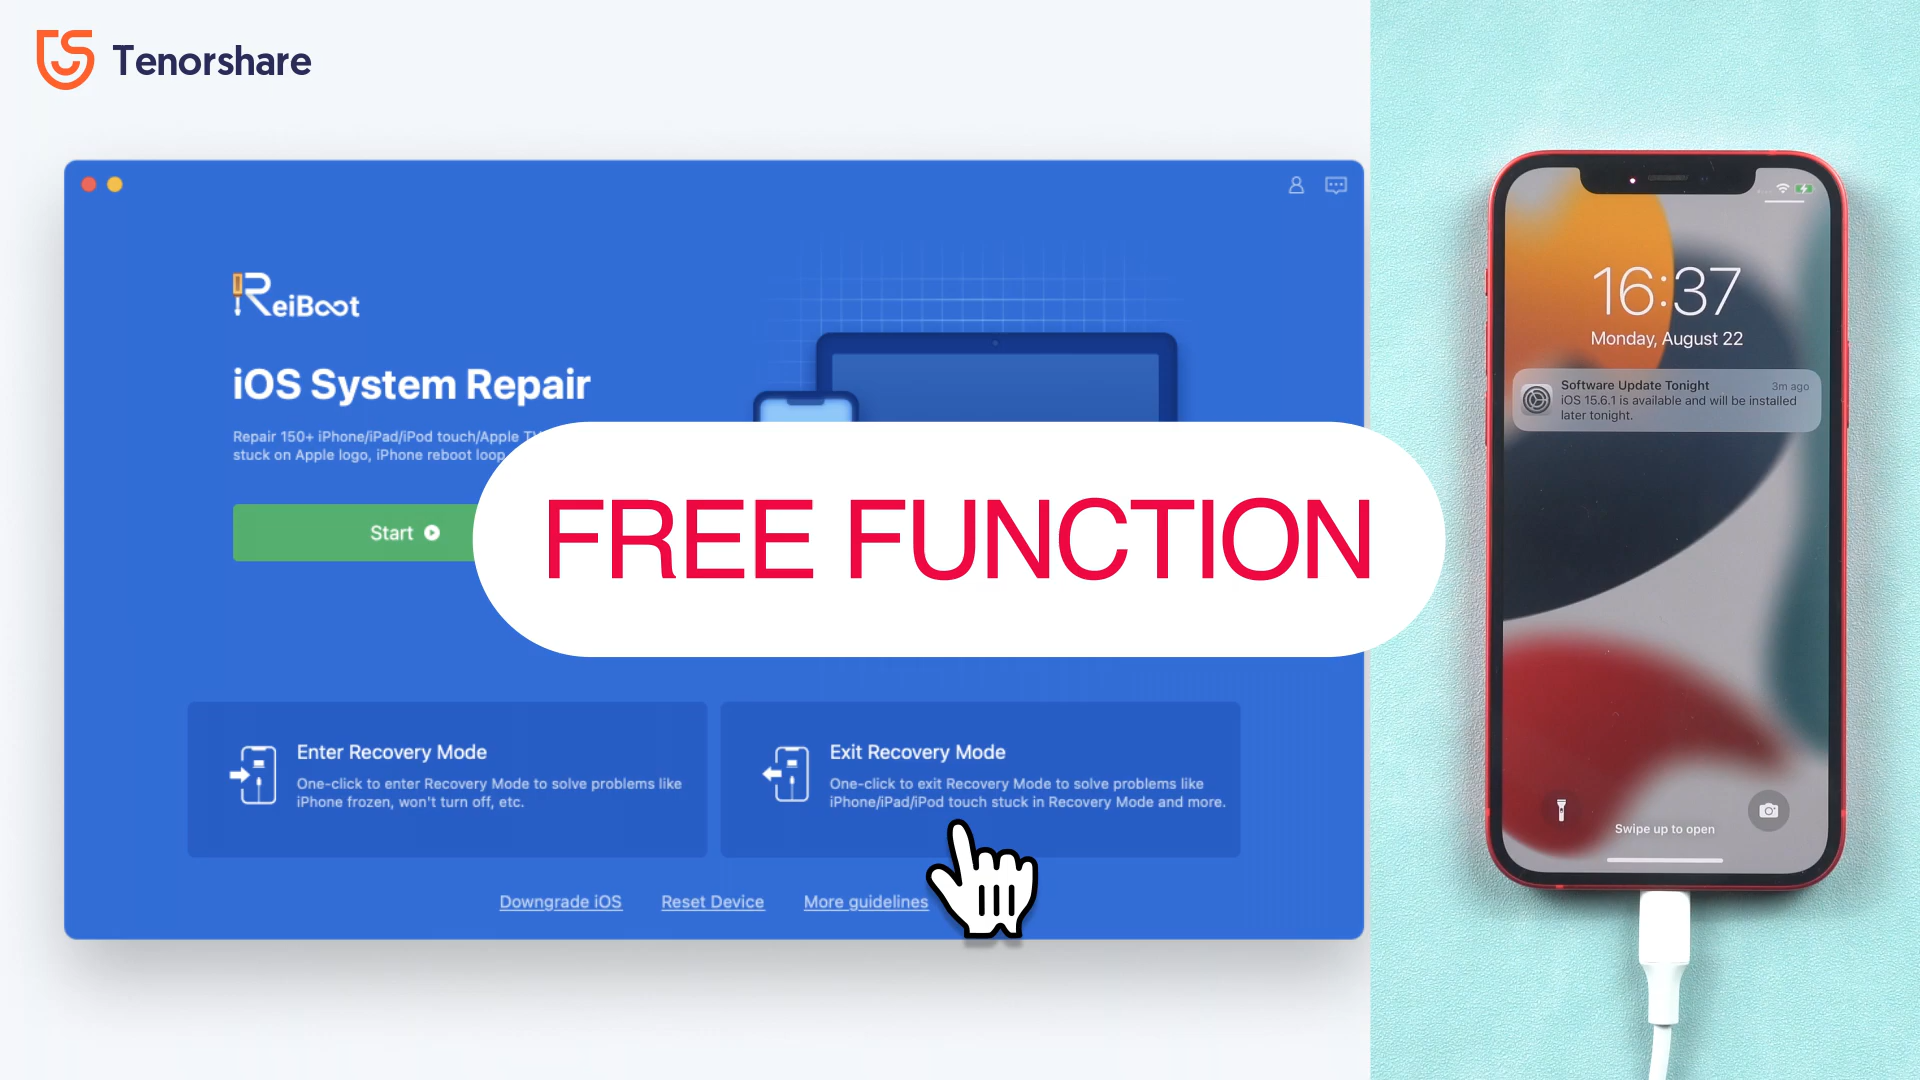 Tenorshare
ReiBoot
iOS System Repair
Repair 150+ iPhone/iPad/iPod touch/Apple
stuck on Apple logo, iPhone reboot loop
Start
FREE FUNCTION
Enter Recovery Mode
One-click to enter Recovery Mode to solve problems like
iPhone frozen, won't turn off, etc.
Exit Recovery Mode
One-click to exit Recovery Mode to solve problems like
iPhone/iPad/iPod touch stuck in Recovery Mode and more.
Downgrade iOS
Reset Device
More guidelines
16:37
Monday, August 22
Software Update Tonight
3m ago
iOS 15.6.1 is available and will be installed
later tonight.
Swipe up to open